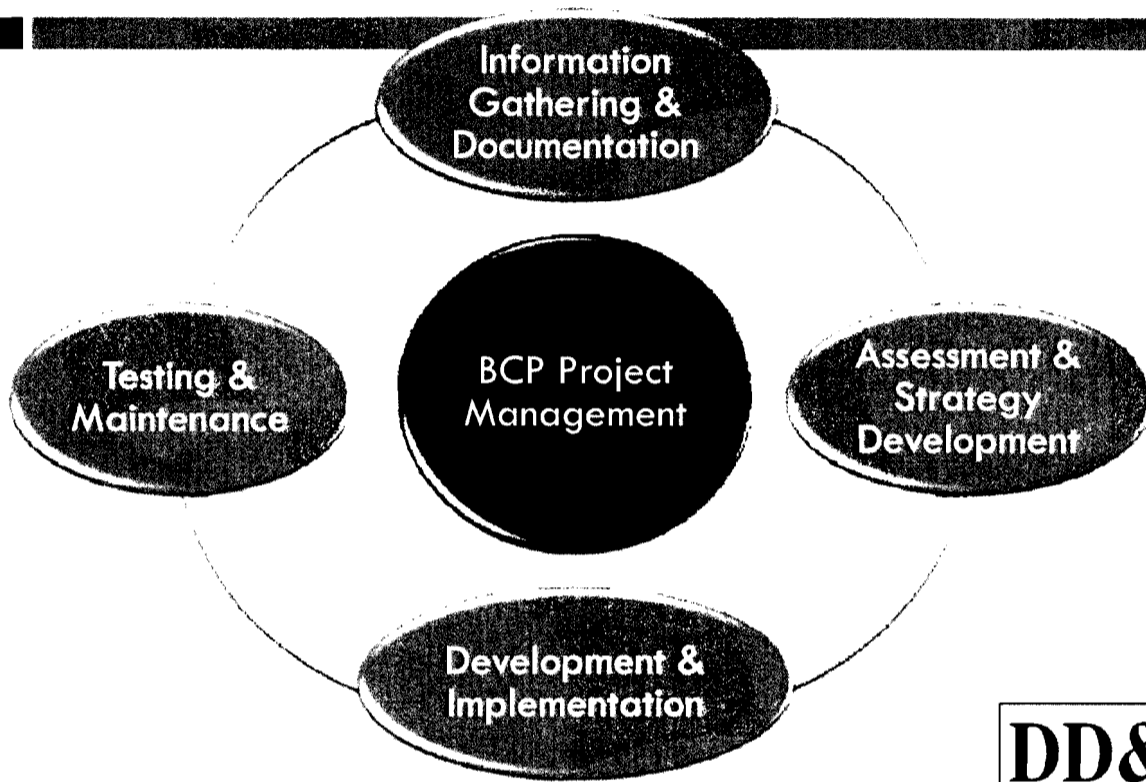 Information
Gathering &
Documentation
Testing &
Maintenance
BCP Project
Management
Assessment &
Strategy
Development
Development &
Implementation
DD&